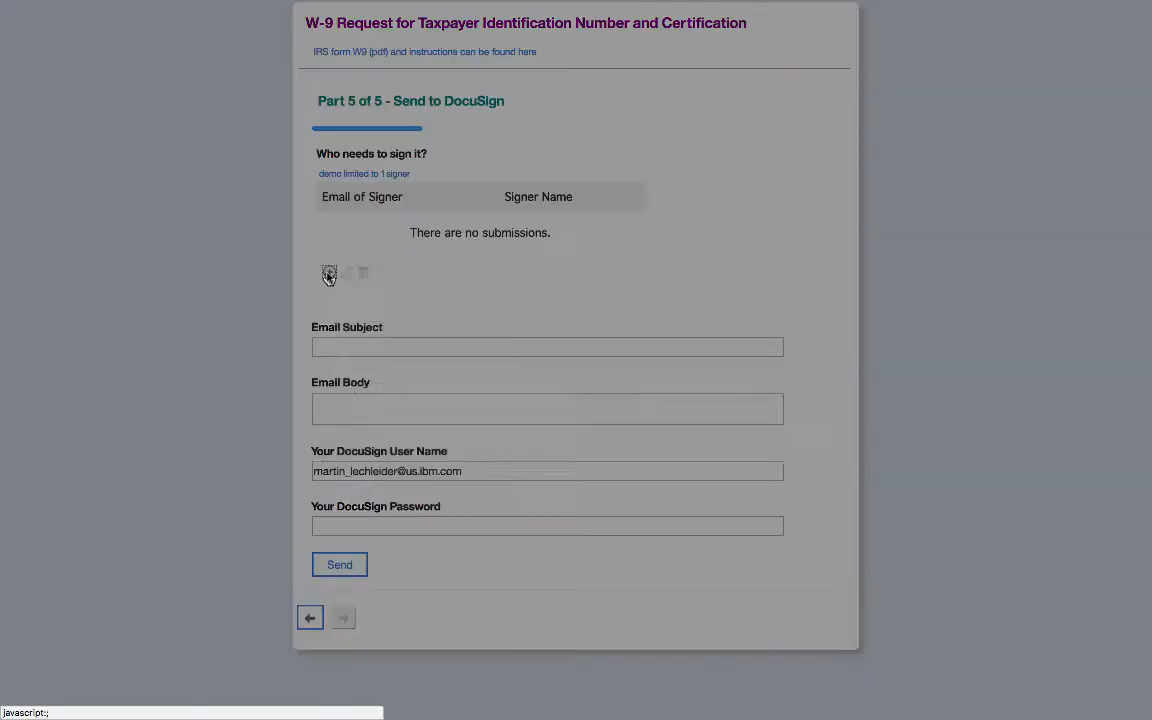 W-9 Request for Taxpayer Identification Number and Certification
IRS form W9 (pdf) and instructions can be found here
Part 5 of 5 - Send to DocuSign
Who needs to sign it?
demo limited to 1 signer
Email of Signer Signer Name
There are no submissions.
Email Subject
Email Body
Your DocuSign User Name
martin_lechleider@us.ibm.com
Your DocuSign Password
Send
javascript:;